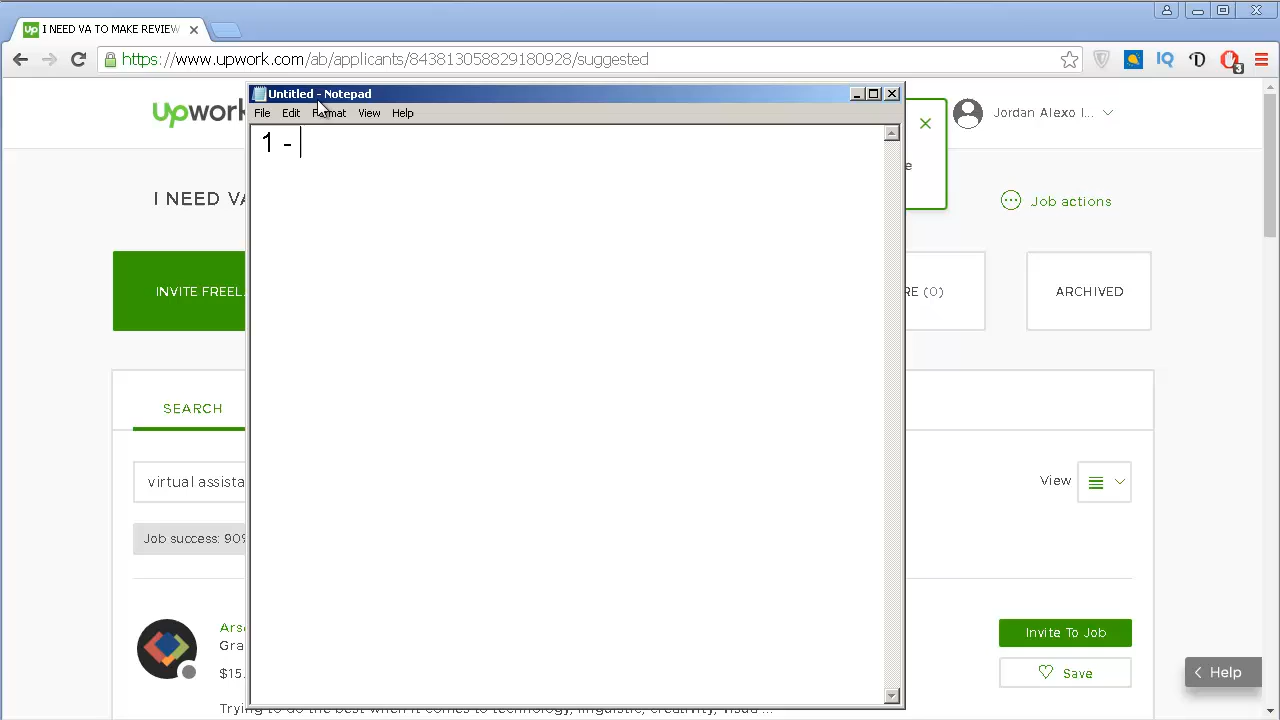 I NEED VA TO MAKE REVIEW
https://www.upwork.com/ab/applicants/843813058829180928/suggested
3
Untitled - Notepad
File Edit Format View Help
1 -
Upwork
Jordan Alexo I...
I NEED VA
Job actions
INVITE FREEL
RE (0)
ARCHIVED
SEARCH
virtual assista
View
Job success: 90%
Ars
Gra
$15.
Invite To Job
Save
Help
Trying to do the best when it comes to technology, linguistic, creativity, visua ...